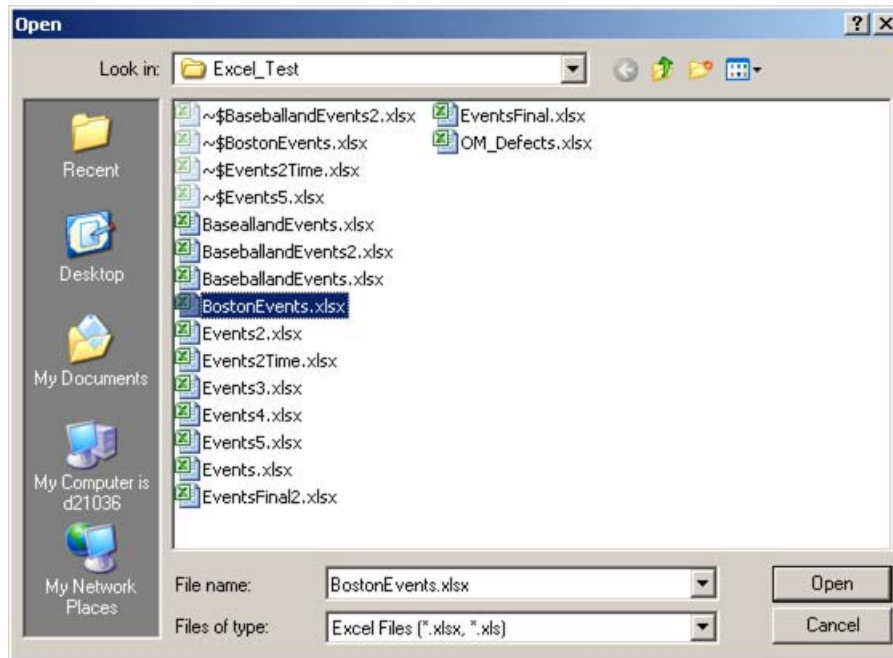 Open
Look in:
Excel_Test
Recent
Desktop
My Documents
My Computer is
d21036
My Network
Places
~$BaseballandEvents2.xlsx
~$BostonEvents.xlsx
~$Events2Time.xlsx
~$Events5.xlsx
BaseallandEvents.xlsx
BaseballandEvents2.xlsx
BaseballandEvents.xlsx
BostonEvents.xlsx
Events2.xlsx
Events2Time.xlsx
Events3.xlsx
Events4.xlsx
Events5.xlsx
Events.xlsx
EventsFinal2.xlsx
EventsFinal.xlsx
OM_Defects.xlsx
File name:
BostonEvents.xlsx
Open
Files of type:
Excel Files (*.xlsx, *.xls)
Cancel